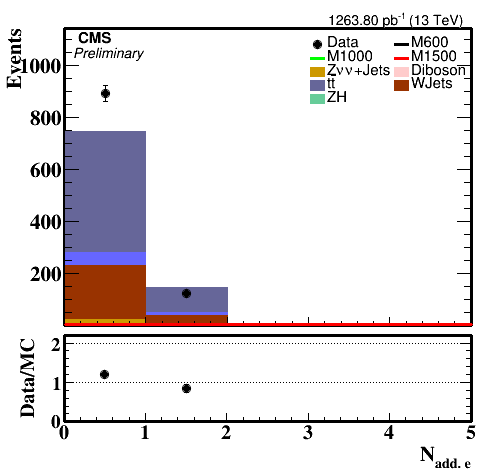 1263.80 pb⁻¹ (13 TeV)
CMS
Preliminary
Data
M600
M1000
M1500
Zνν+Jets
Diboson
tt
WJets
ZH
Events
1000
800
600
400
200
Data/MC
2
1
0
0 1 2 3 4 5
N add. e